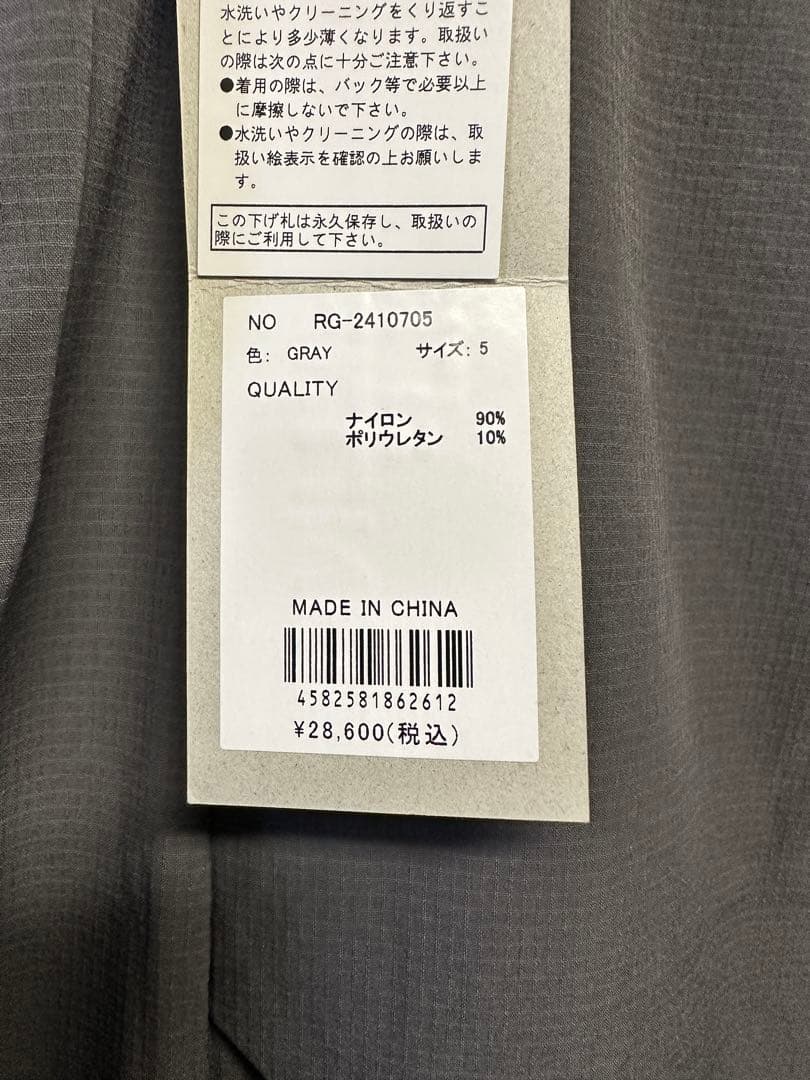 水洗いやクリーニングをくり返すこ
とにより多少薄くなります。取扱い
の際は次の点に十分ご注意下さい。
●着用の際は、バック等で必要以上
に摩擦しないで下さい。
●水洗いやクリーニングの際は、取
扱い絵表示を確認の上お願いしま
す。
この下げ札は永久保存し、取扱いの
際にご利用して下さい。
NO RG-2410705
色: GRAY サイズ: 5
QUALITY
ナイロン 90%
ポリウレタン 10%
MADE IN CHINA
4582581862612
¥28,600(税込)